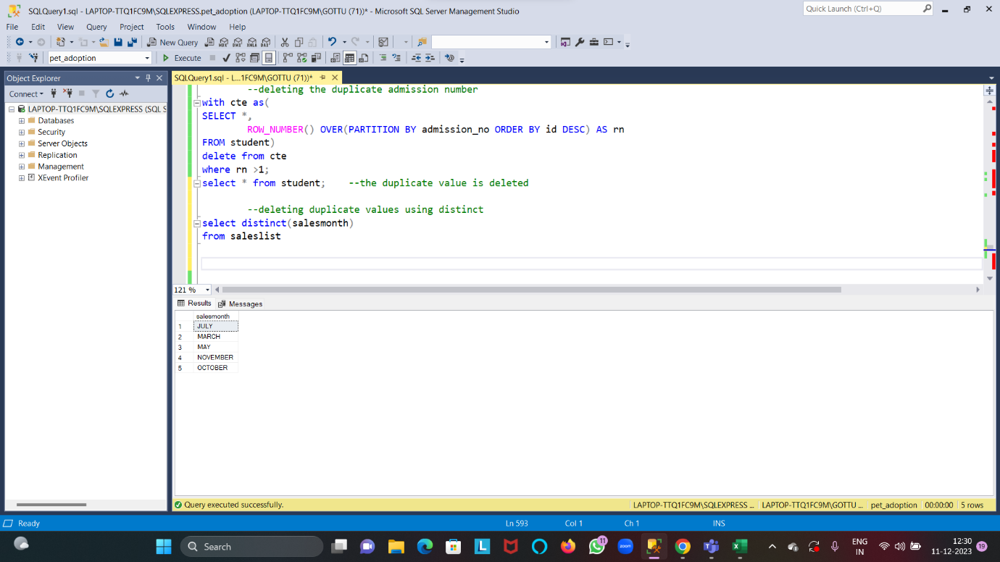 SQLQuery1.sql - LAPTOP-TTQ1FC9M\SQLEXPRESS.pet_adoption (LAPTOP-TTQ1FC9M\GOTTU (71))* - Microsoft SQL Server Management Studio
Quick Launch (Ctrl+Q)
File Edit View Query Project Tools Window Help
New Query
pet_adoption
Execute
Object Explorer
SQLQuery1.sql - L...1FC9M\GOTTU (71))*
Connect
LAPTOP-TTQ1FC9M\SQLEXPRESS (SQL S
Databases
Security
Server Objects
Replication
Management
XEvent Profiler
--deleting the duplicate admission number
with cte as(
SELECT *,
ROW_NUMBER() OVER(PARTITION BY admission_no ORDER BY id DESC) AS rn
FROM student)
delete from cte
where rn >1;
select * from student; --the duplicate value is deleted
--deleting duplicate values using distinct
select distinct(salesmonth)
from saleslist
121 %
Results Messages
salesmonth
1 JULY
2 MARCH
3 MAY
4 NOVEMBER
5 OCTOBER
Query executed successfully.
LAPTOP-TTQ1FC9M\SQLEXPRESS ... LAPTOP-TTQ1FC9M\GOTTU ... pet_adoption 00:00:00 5 rows
Ready
Ln 593 Col 1 Ch 1 INS
Search
11
zoom
ENG
IN
12:30
11-12-2023
19